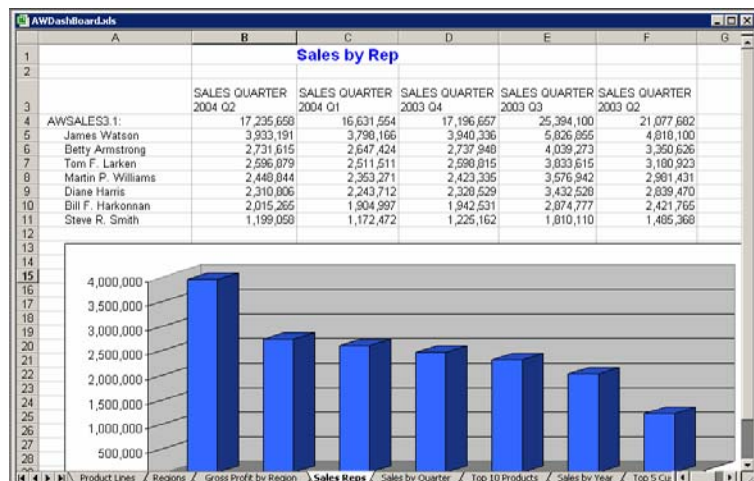 AWDashBoard.xls
A B C D E F G
1 Sales by Rep
2
SALES QUARTER SALES QUARTER SALES QUARTER SALES QUARTER SALES QUARTER
3 2004 Q2 2004 Q1 2003 Q4 2003 Q3 2003 Q2
4 AWSALES3.1: 17,235,658 16,631,554 17,196,657 25,394,100 21,077,682
5 James Watson 3,933,191 3,798,166 3,940,336 5,826,855 4,818,100
6 Betty Armstrong 2,731,615 2,647,424 2,737,948 4,039,273 3,350,626
7 Tom F. Larken 2,596,879 2,511,511 2,598,815 3,833,615 3,180,923
8 Martin P. Williams 2,448,844 2,353,271 2,423,335 3,576,942 2,981,431
9 Diane Harris 2,310,806 2,243,712 2,328,529 3,432,528 2,839,470
10 Bill F. Harkonnan 2,015,265 1,904,997 1,942,531 2,874,777 2,421,765
11 Steve R. Smith 1,199,058 1,172,472 1,225,162 1,810,110 1,485,368
12
13
14
15 4,000,000
16
17 3,500,000
18
19 3,000,000
20
21 2,500,000
22
23 2,000,000
24
25 1,500,000
26 1,000,000
27
28 500,000
Product Lines Regions Gross Profit by Region Sales Reps Sales by Quarter Top 10 Products Sales by Year Top 5 Cu